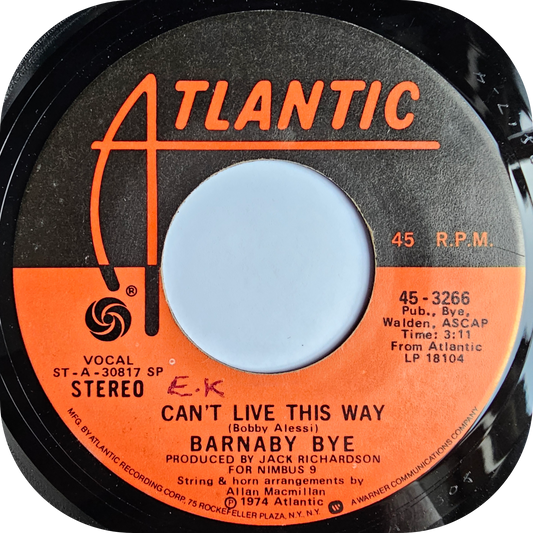 ATLANTIC
45 R.P.M.
®
45-3266
Pub., Bye,
Walden, ASCAP
Time: 3:11
From Atlantic
LP 18104
VOCAL
ST-A-30817 SP
STEREO
E.K
CAN'T LIVE THIS WAY
(Bobby Alessi)
BARNABY BYE
PRODUCED BY JACK RICHARDSON
FOR NIMBUS 9
String & horn arrangements by
Allan Macmillan
Ⓟ 1974 Atlantic
MFG. BY ATLANTIC RECORDING CORP., 75 ROCKEFELLER PLAZA, N.Y., N.Y. W A WARNER COMMUNICATIONS COMPANY